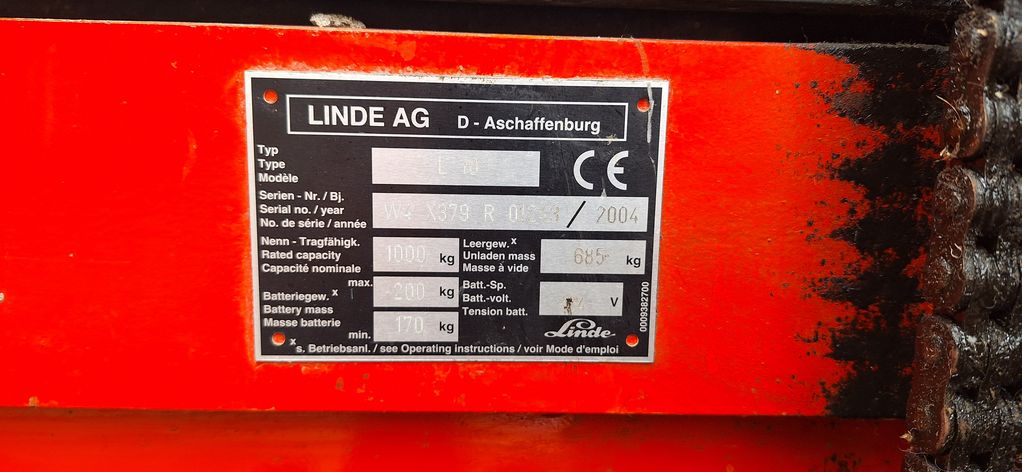 LINDE AG D - Aschaffenburg
Typ
Type
Modèle
L 10
CE
Serien - Nr. / Bj.
Serial no. / year
No. de série / année
W4 X379 R / 2004
Nenn - Tragfähigk.
Rated capacity
Capacité nominale
1000 kg
Leergew. x
Unladen mass
Masse à vide
685 kg
max. 200 kg
Batteriegew. x
Battery mass
Masse batterie
min. 170 kg
Batt.-Sp.
Batt.-volt.
Tension batt.
V
Linde
0009382700
x s. Betriebsanl. / see Operating instructions / voir Mode d'emploi